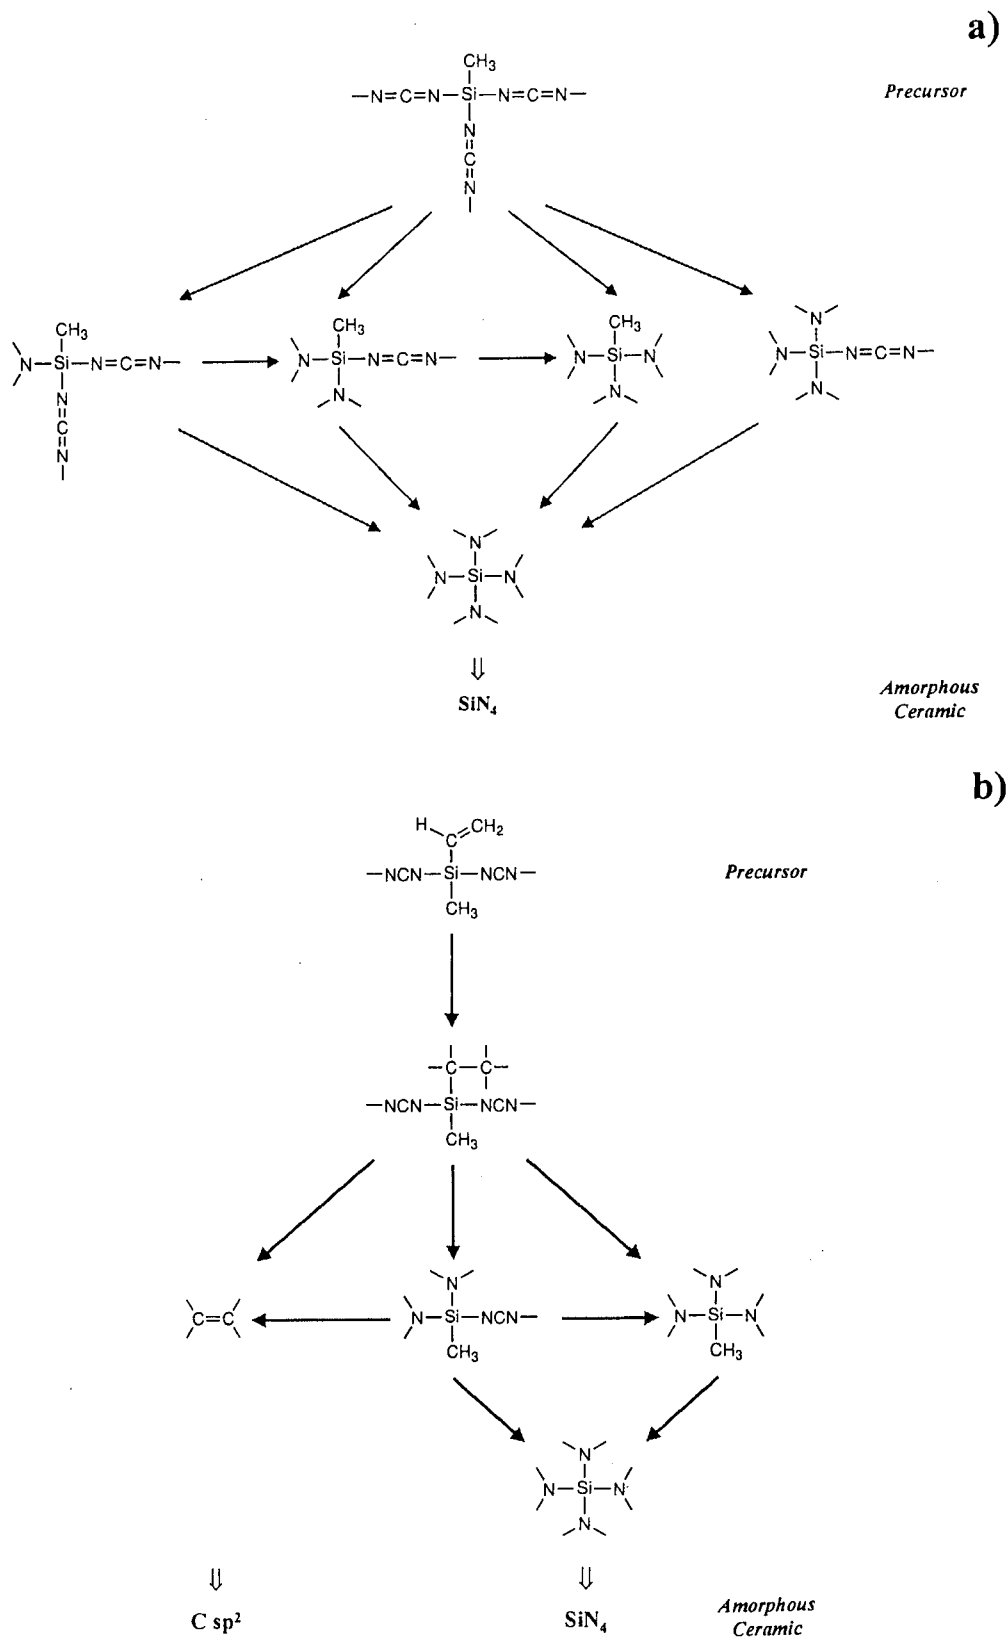 a)
CH₃
Precursor
—N=C=N—Si—N=C=N—
N
C
N
CH₃
N—Si—N=C=N—
N
C
N
CH₃
N—Si—N=C=N—
N
CH₃
N—Si—N
N
N
N—Si—N=C=N—
N
N
N—Si—N
N
⇓
SiN₄
Amorphous
Ceramic
b)
H
C=CH₂
—NCN—Si—NCN—
CH₃
Precursor
—C—C—
—NCN—Si—NCN—
CH₃
C=C
N
N—Si—NCN—
CH₃
N
N—Si—N
CH₃
N
N—Si—N
N
⇓
⇓
C sp²
SiN₄
Amorphous
Ceramic